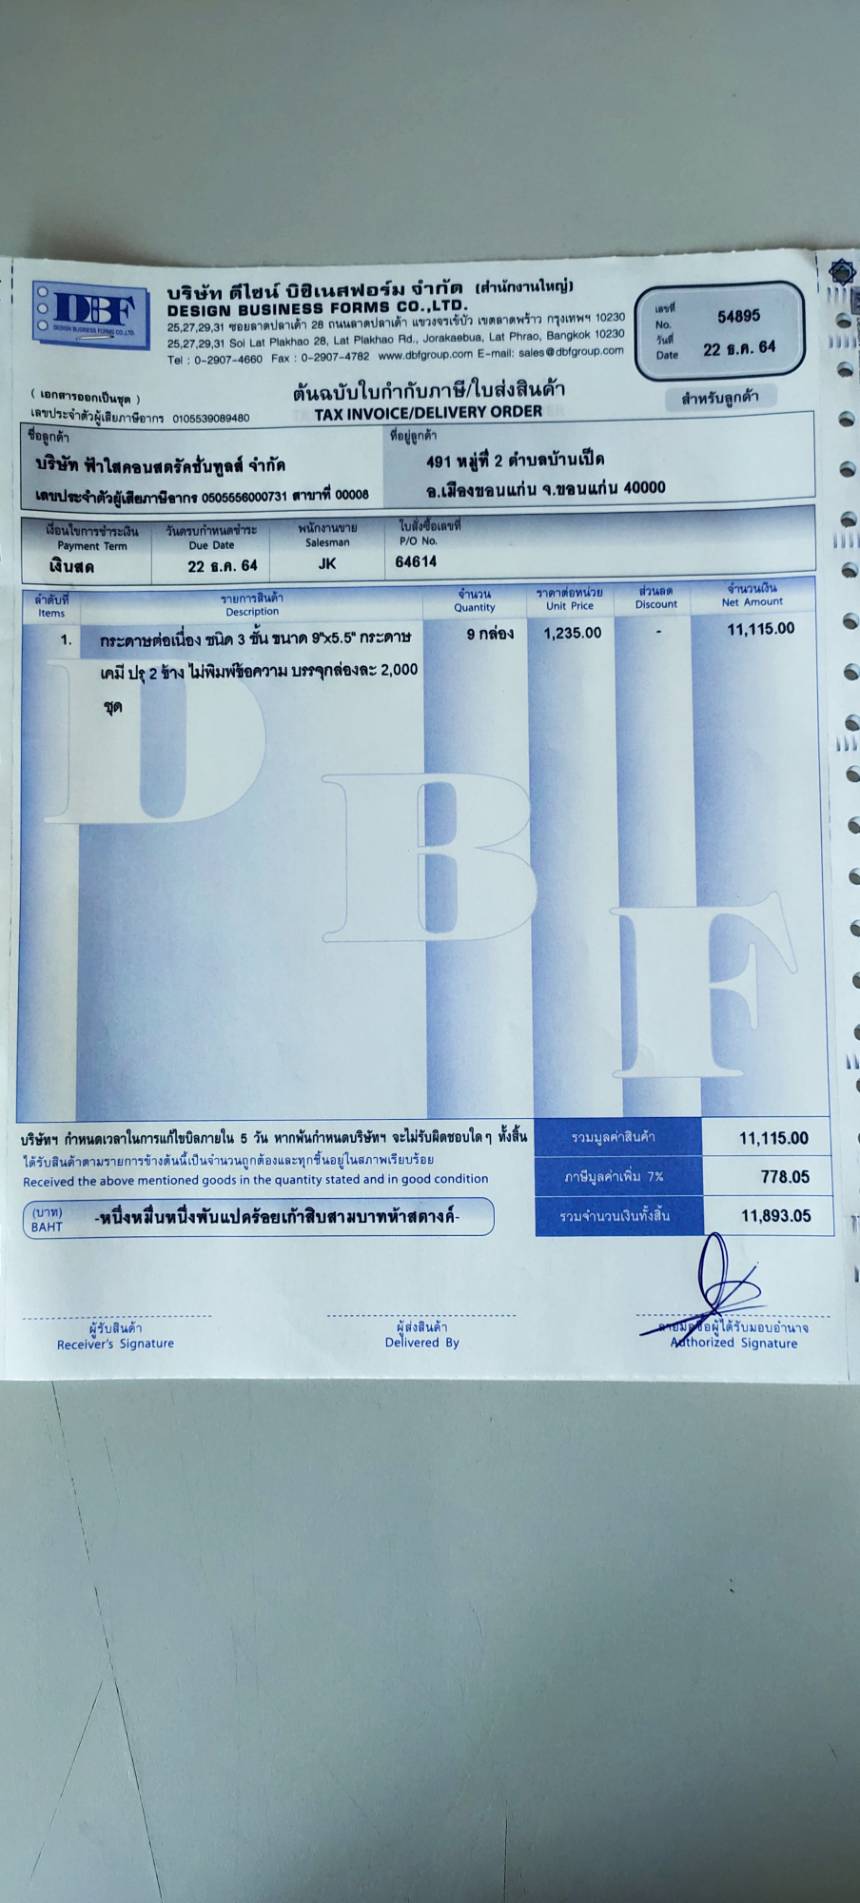 DBF
DESIGN BUSINESS FORMS CO.,LTD.
บริษัท ดีไซน์ บิซิเนสฟอร์ม จำกัด (สำนักงานใหญ่)
DESIGN BUSINESS FORMS CO.,LTD.
25,27,29,31 ซอยลาดปลาเค้า 28 ถนนลาดปลาเค้า แขวงจรเข้บัว เขตลาดพร้าว กรุงเทพฯ 10230
25,27,29,31 Soi Lat Plakhao 28, Lat Plakhao Rd., Jorakaebua, Lat Phrao, Bangkok 10230
Tel : 0-2907-4660 Fax : 0-2907-4782 www.dbfgroup.com E-mail: sales@dbfgroup.com
เลขที่
No. 54895
วันที่
Date 22 ธ.ค. 64
( เอกสารออกเป็นชุด )
เลขประจำตัวผู้เสียภาษีอากร 0105539089480
ต้นฉบับใบกำกับภาษี/ใบส่งสินค้า
TAX INVOICE/DELIVERY ORDER
สำหรับลูกค้า
ชื่อลูกค้า
บริษัท ฟ้าใสคอนสตรัคชั่นทูลส์ จำกัด
เลขประจำตัวผู้เสียภาษีอากร 0505556000731 สาขาที่ 00008
ที่อยู่ลูกค้า
491 หมู่ที่ 2 ตำบลบ้านเป็ด
อ.เมืองขอนแก่น จ.ขอนแก่น 40000
เงื่อนไขการชำระเงิน วันครบกำหนดชำระ พนักงานขาย ใบสั่งซื้อเลขที่
Payment Term Due Date Salesman P/O No.
เงินสด 22 ธ.ค. 64 JK 64614
ลำดับที่ รายการสินค้า จำนวน ราคาต่อหน่วย ส่วนลด จำนวนเงิน
Items Description Quantity Unit Price Discount Net Amount
1. กระดาษต่อเนื่อง ชนิด 3 ชั้น ขนาด 9"x5.5" กระดาษ 9 กล่อง 1,235.00 - 11,115.00
เคมี ปรุ 2 ข้าง ไม่พิมพ์ข้อความ บรรจุกล่องละ 2,000
ชุด
D B F
บริษัทฯ กำหนดเวลาในการแก้ไขบิลภายใน 5 วัน หากพ้นกำหนดบริษัทฯ จะไม่รับผิดชอบใด ๆ ทั้งสิ้น
ได้รับสินค้าตามรายการข้างต้นนี้เป็นจำนวนถูกต้องและทุกชิ้นอยู่ในสภาพเรียบร้อย
Received the above mentioned goods in the quantity stated and in good condition
รวมมูลค่าสินค้า 11,115.00
ภาษีมูลค่าเพิ่ม 7% 778.05
รวมจำนวนเงินทั้งสิ้น 11,893.05
(บาท)
BAHT -หนึ่งหมื่นหนึ่งพันแปดร้อยเก้าสิบสามบาทห้าสตางค์-
ผู้รับสินค้า
Receiver's Signature
ผู้ส่งสินค้า
Delivered By
ลายมือชื่อผู้ได้รับมอบอำนาจ
Authorized Signature